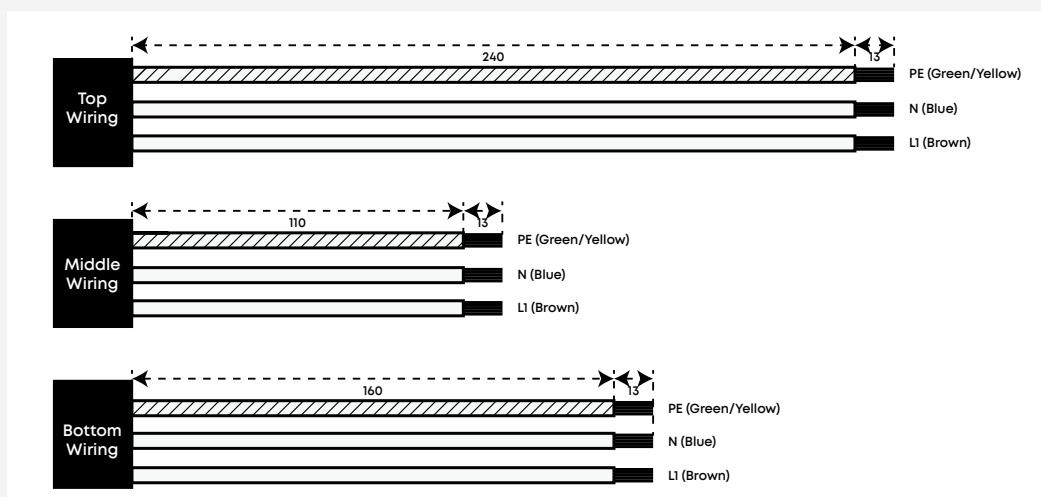 240
13
Top
Wiring
PE (Green/Yellow)
N (Blue)
L1 (Brown)
110
13
Middle
Wiring
PE (Green/Yellow)
N (Blue)
L1 (Brown)
160
13
Bottom
Wiring
PE (Green/Yellow)
N (Blue)
L1 (Brown)